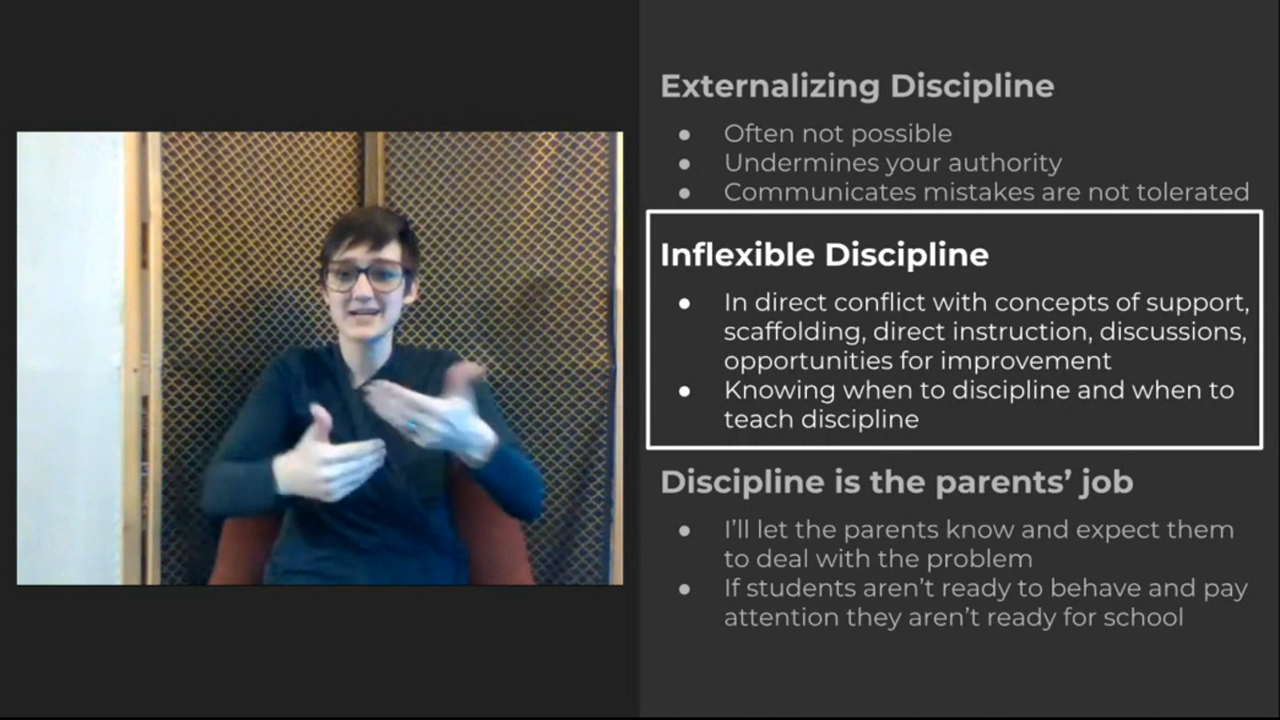 Externalizing Discipline
● Often not possible
● Undermines your authority
● Communicates mistakes are not tolerated
Inflexible Discipline
● In direct conflict with concepts of support,
scaffolding, direct instruction, discussions,
opportunities for improvement
● Knowing when to discipline and when to
teach discipline
Discipline is the parents’ job
● I’ll let the parents know and expect them
to deal with the problem
● If students aren’t ready to behave and pay
attention they aren’t ready for school